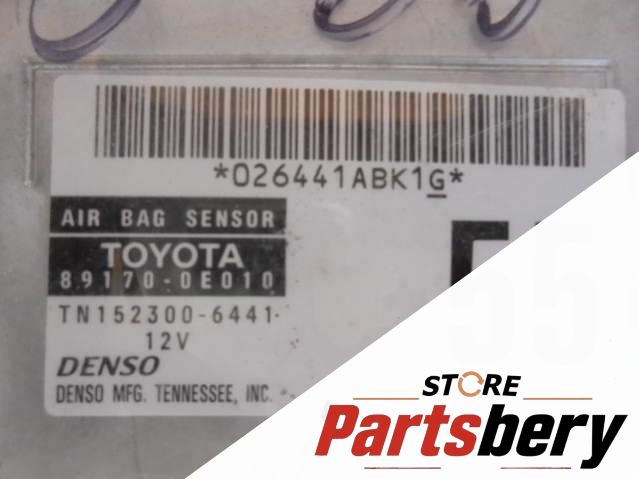 *026441ABK1G*
AIR BAG SENSOR
TOYOTA
89170-0E010
TN152300-6441
12V
DENSO
DENSO MFG. TENNESSEE, INC.
STORE
Partsbery